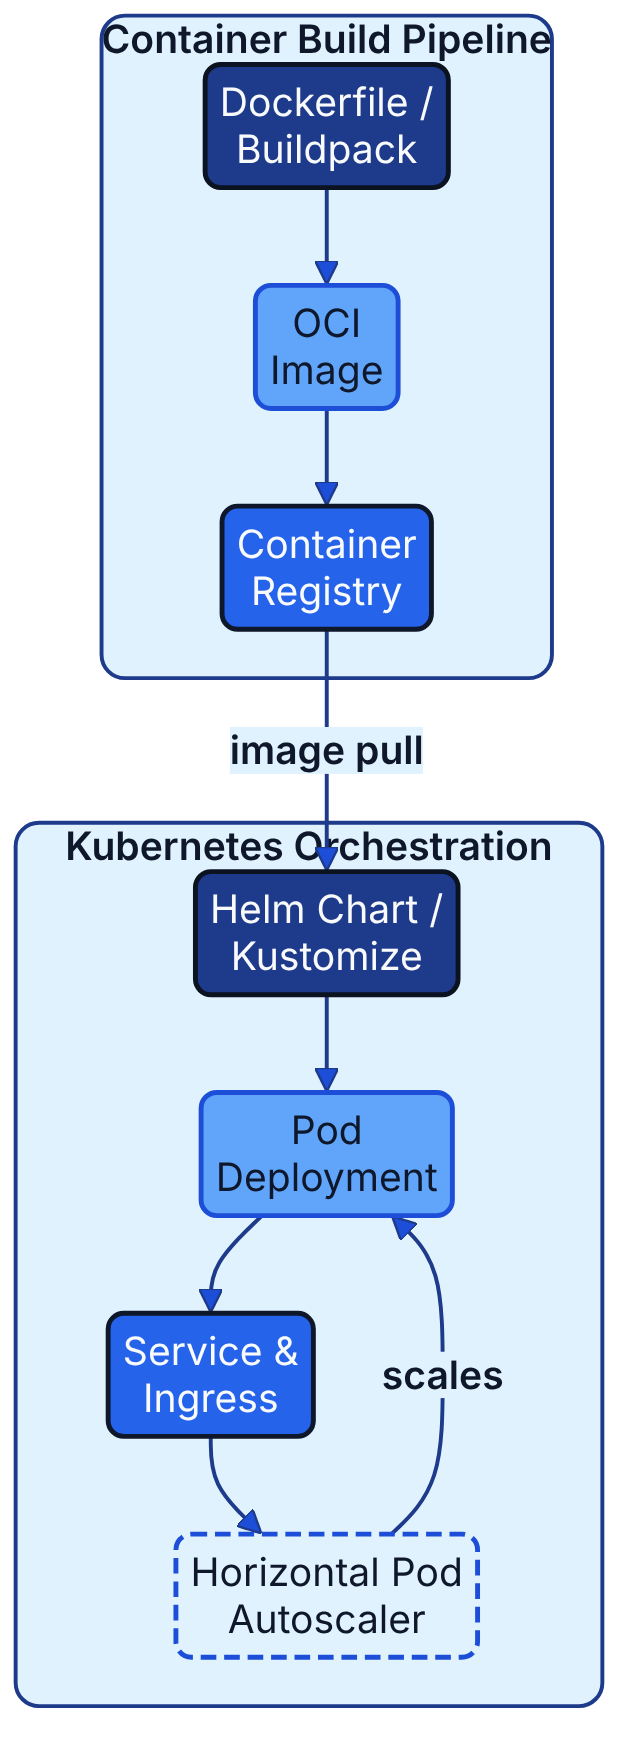 Container Build Pipeline
Dockerfile /
Buildpack
OCI
Image
Container
Registry
image pull
Kubernetes Orchestration
Helm Chart /
Kustomize
Pod
Deployment
Service &
Ingress
scales
Horizontal Pod
Autoscaler